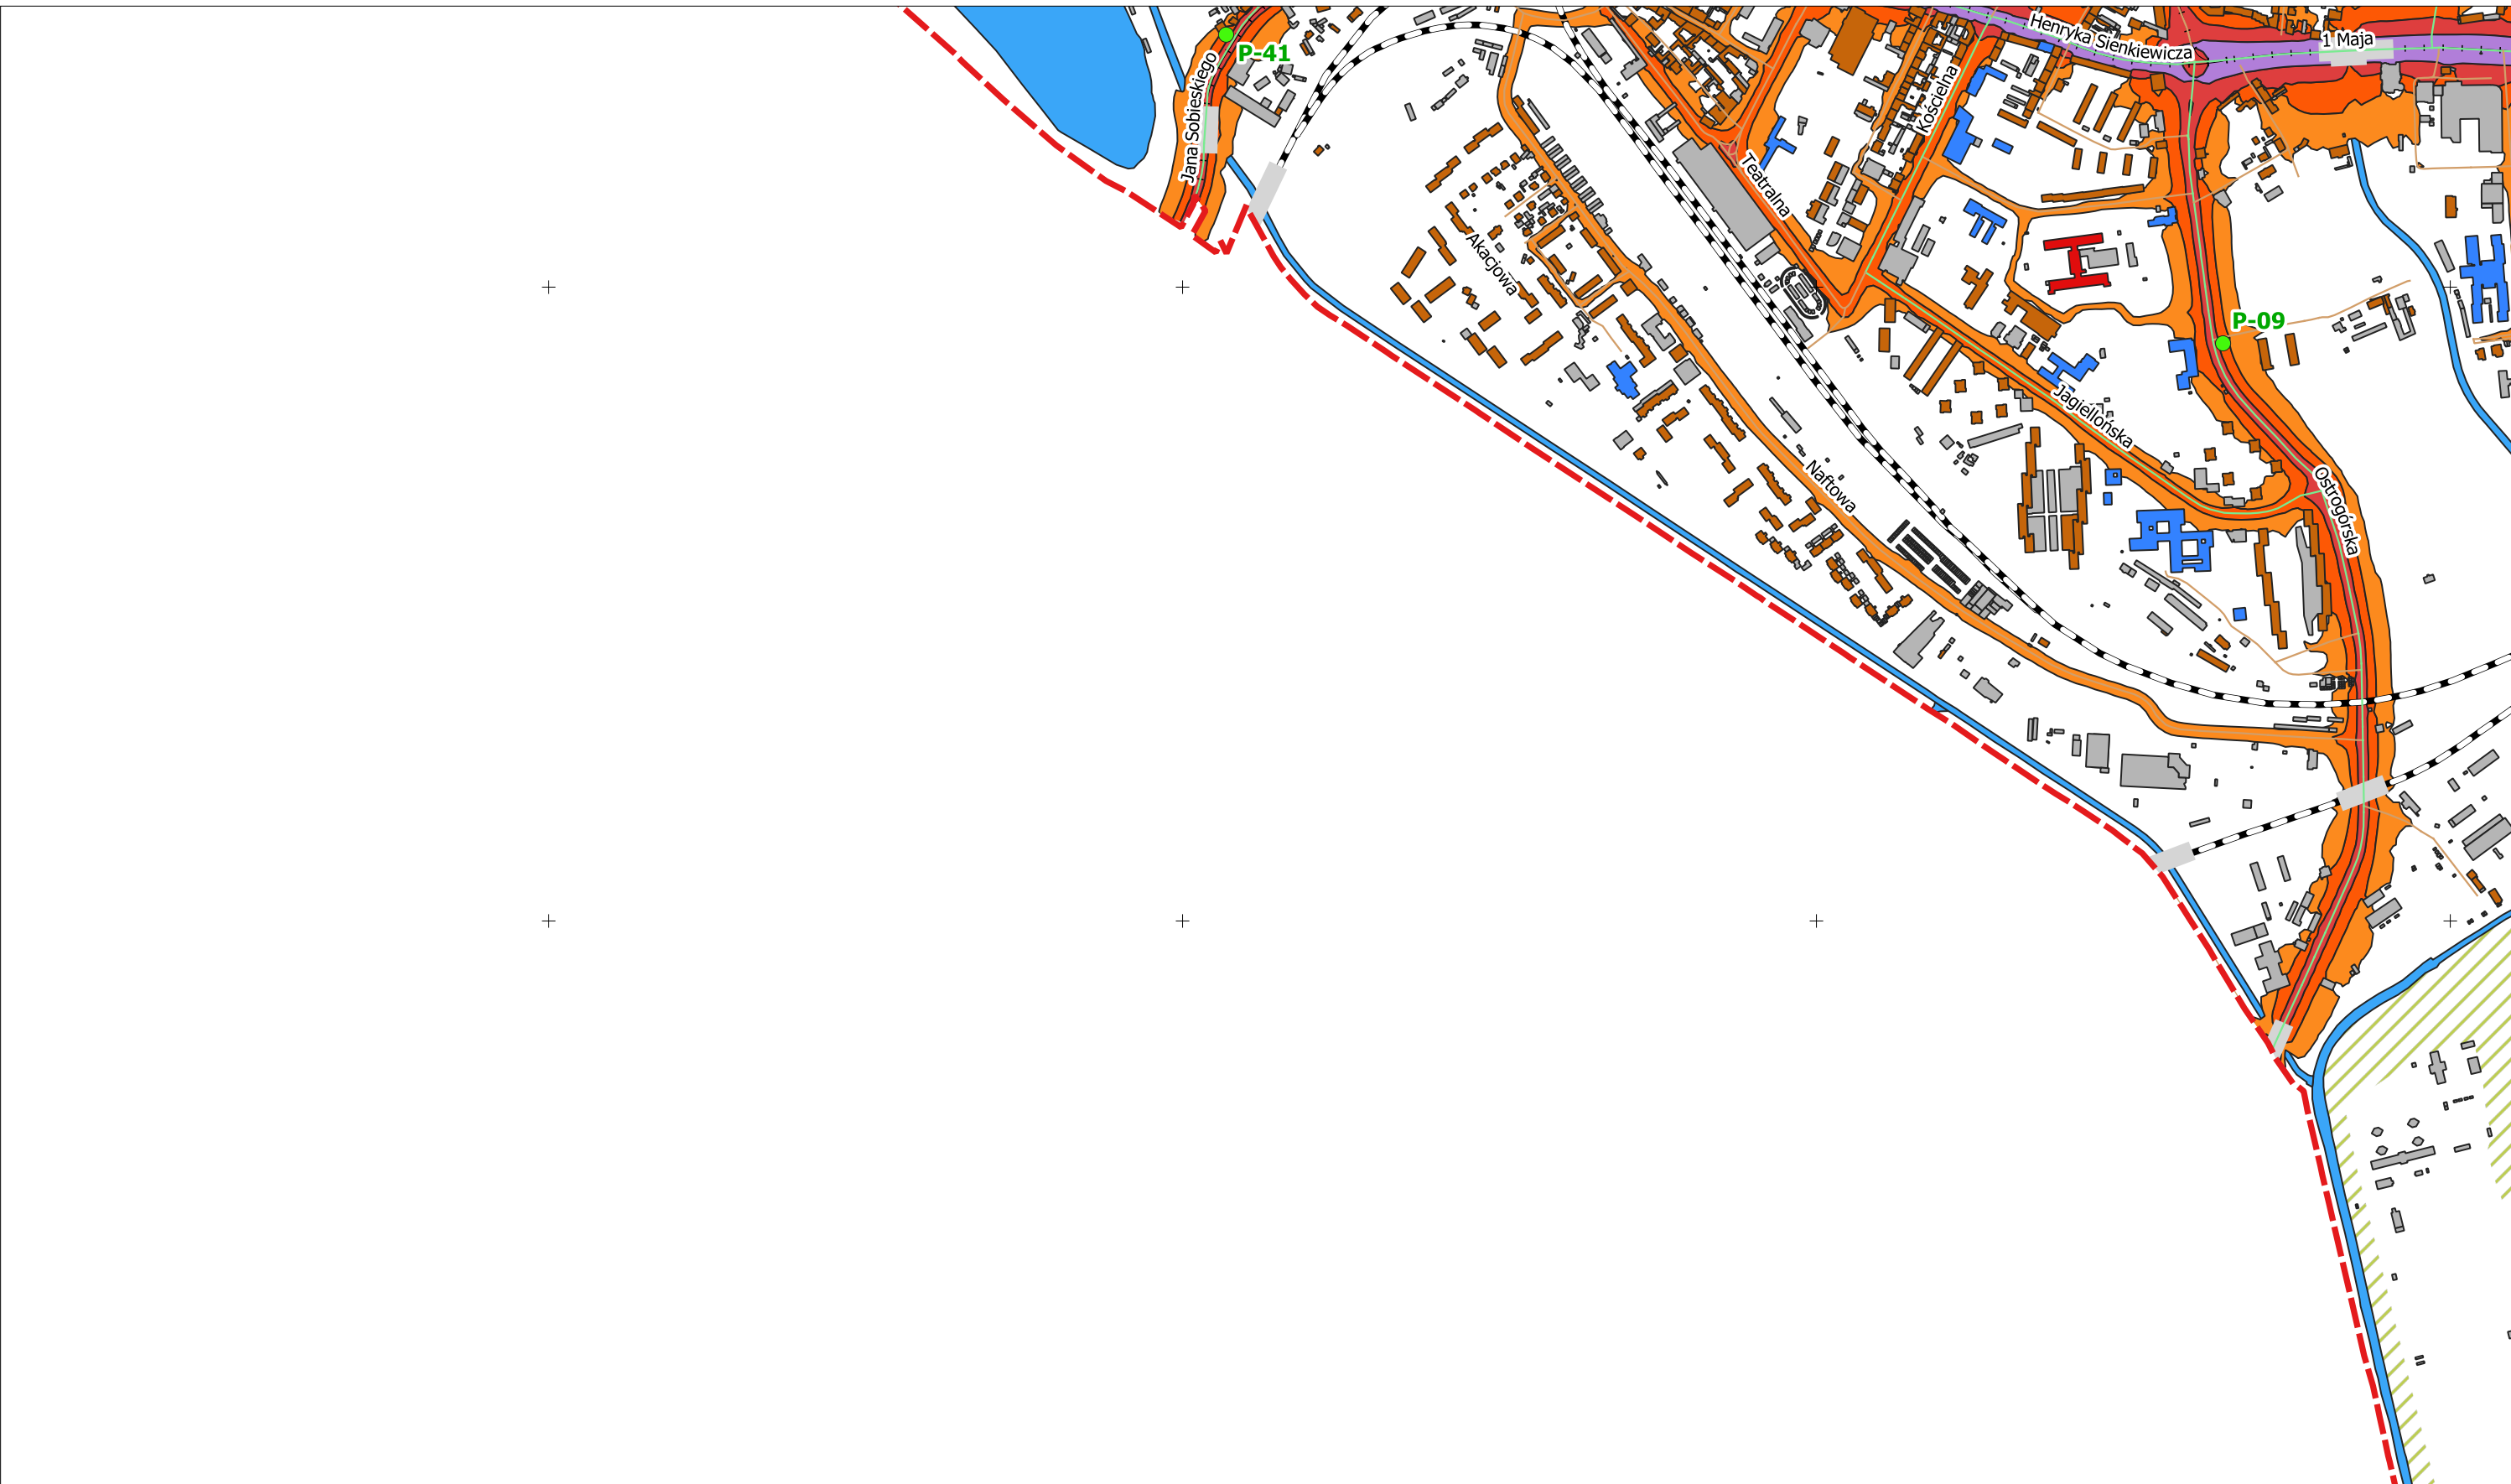 Henryka Sienkiewicza
1 Maja
P-41
Jana Sobieskiego
Kościelna
Teatralna
Akacjowa
P-09
Jagiellońska
Naftowa
Ostrogórska